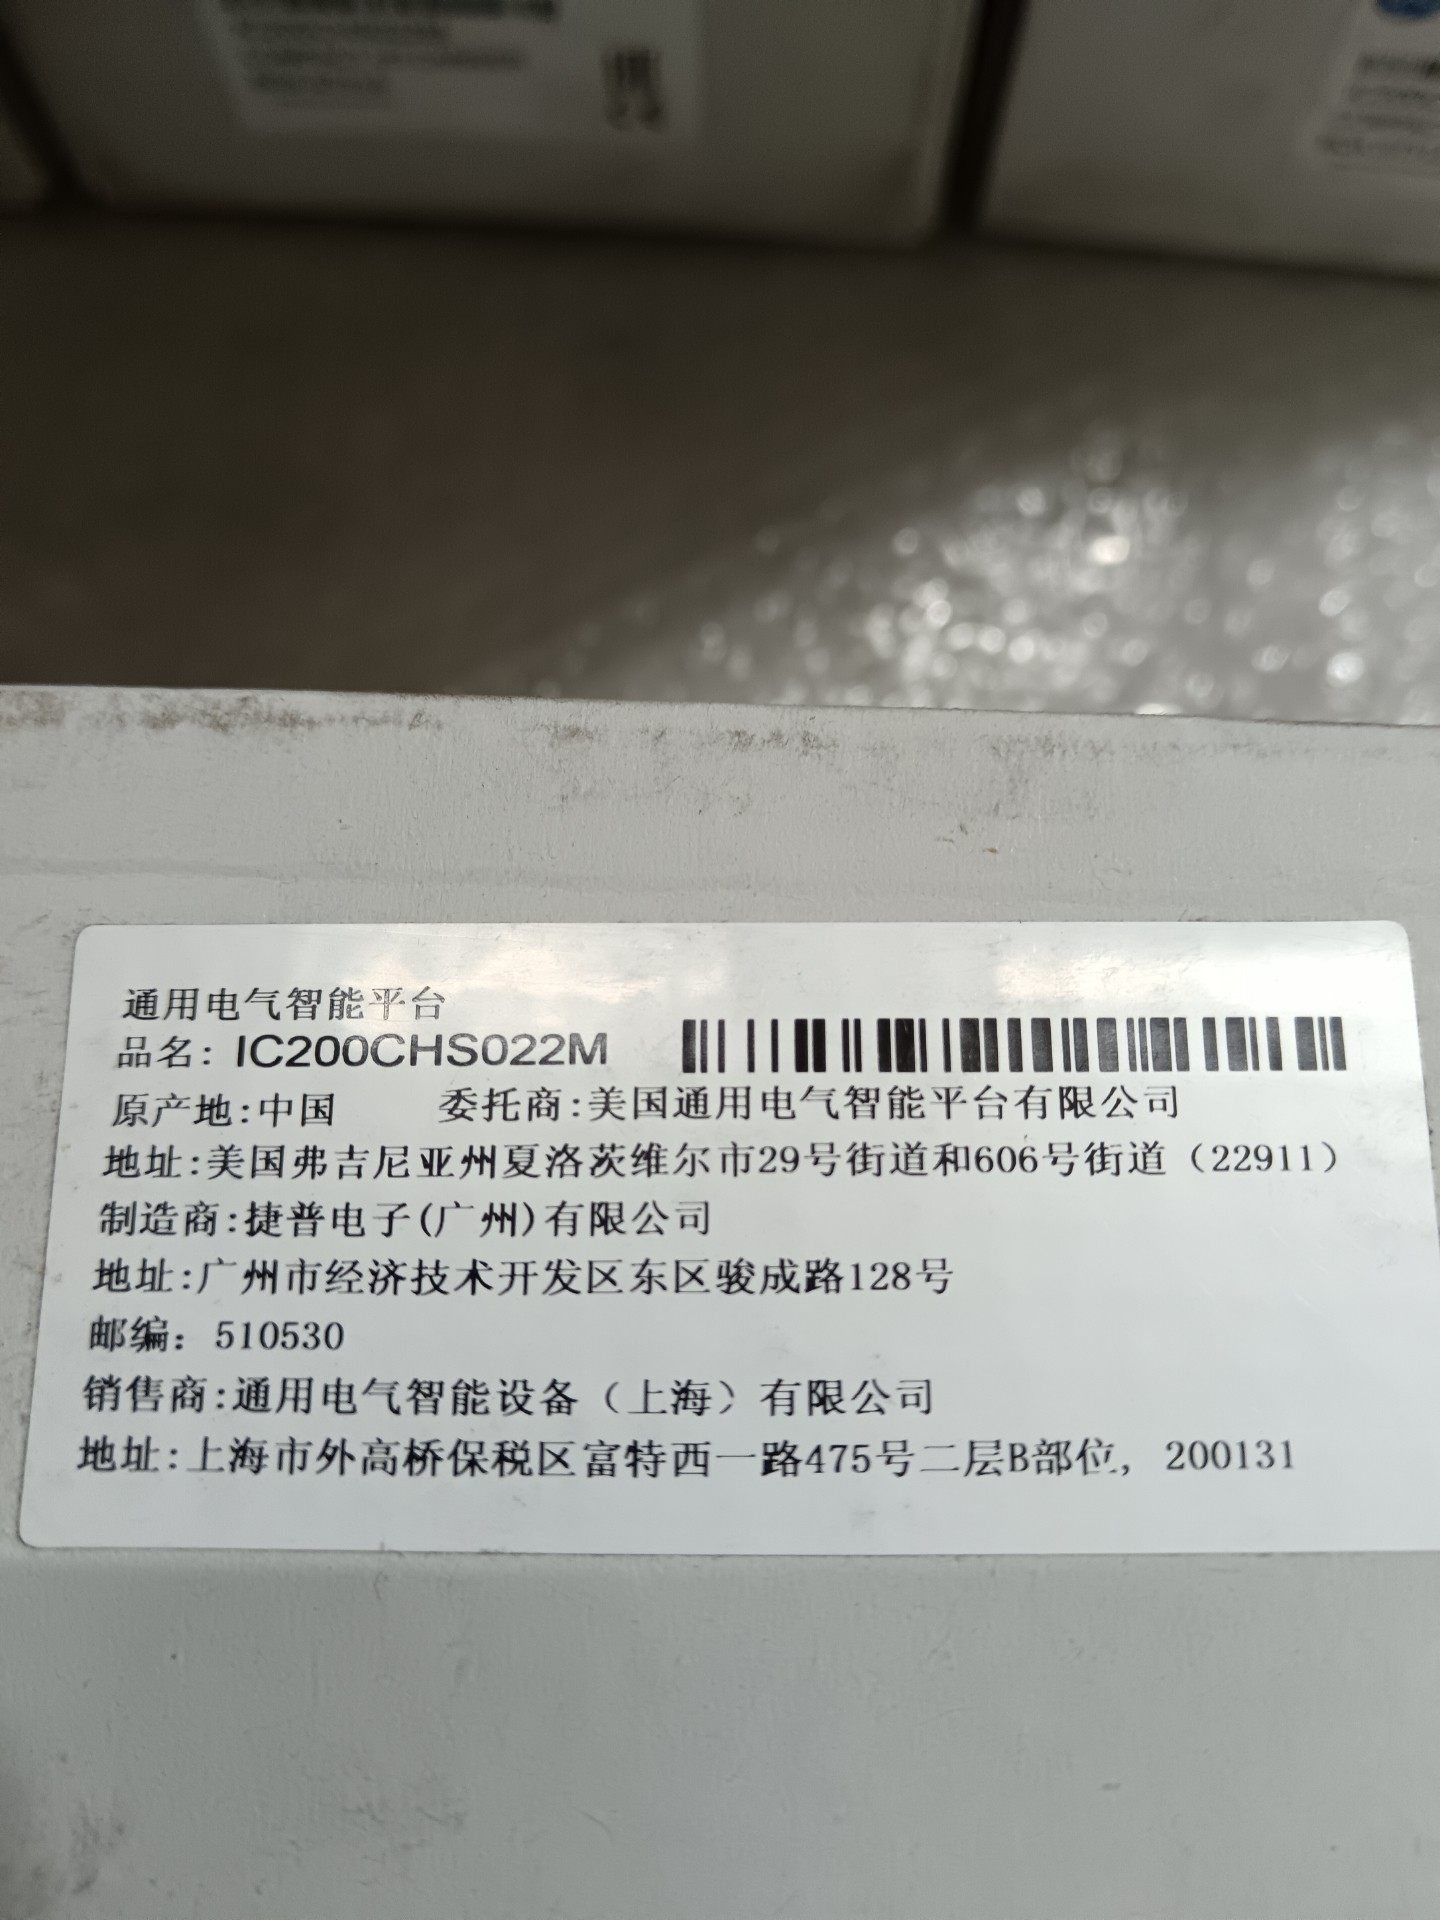 通用电气智能平台
品名: IC200CHS022M
原产地:中国 委托商:美国通用电气智能平台有限公司
地址:美国弗吉尼亚州夏洛茨维尔市29号街道和606号街道（22911）
制造商:捷普电子(广州)有限公司
地址:广州市经济技术开发区东区骏成路128号
邮编: 510530
销售商:通用电气智能设备（上海）有限公司
地址:上海市外高桥保税区富特西一路475号二层B部位, 200131